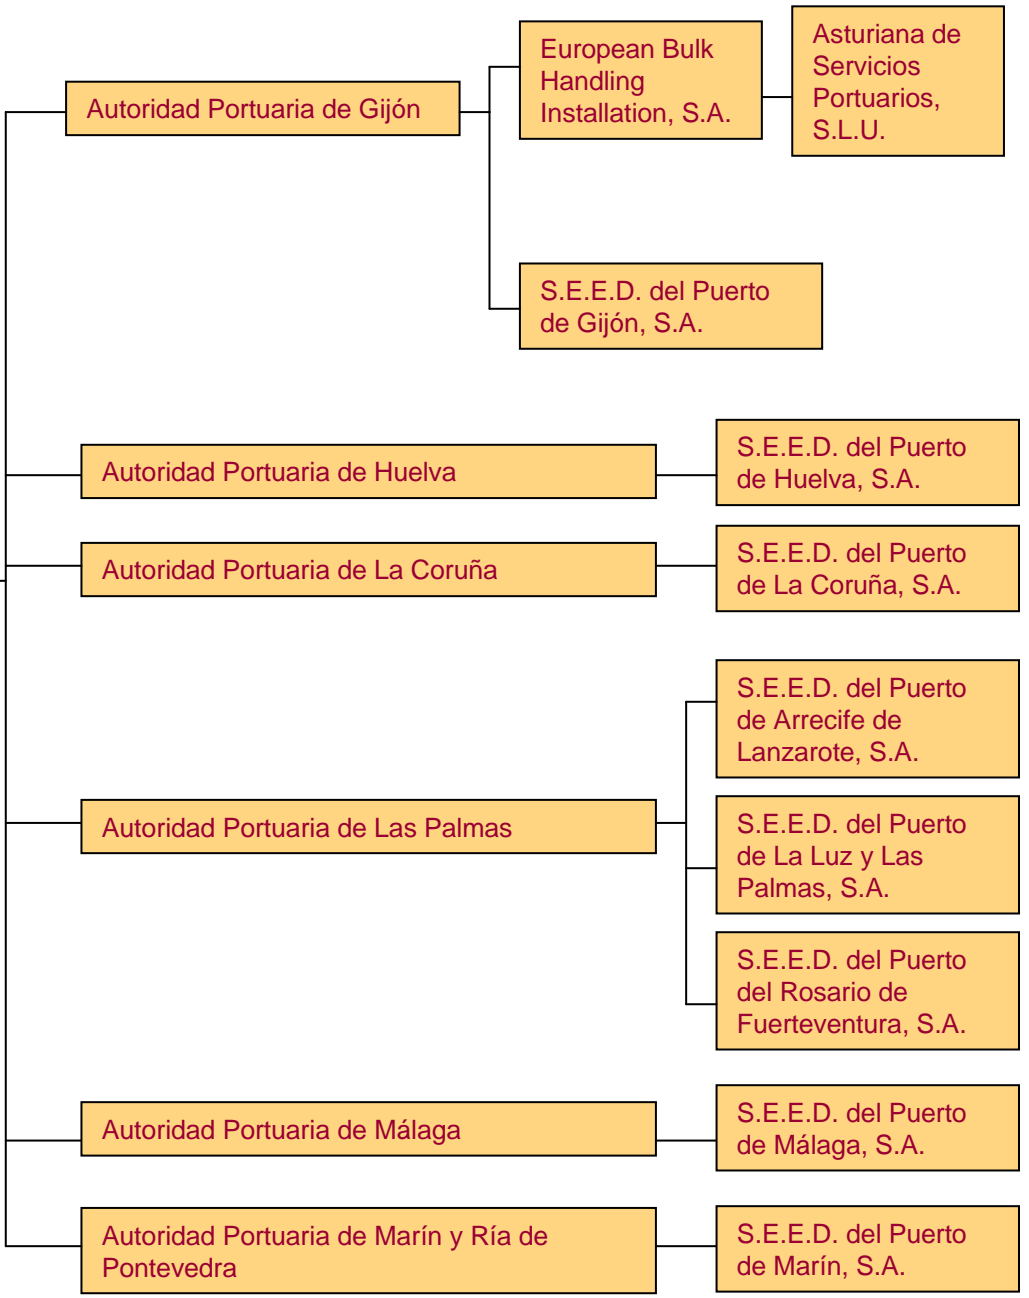 Autoridad Portuaria de Gijón
European Bulk
Handling
Installation, S.A.
Asturiana de
Servicios
Portuarios,
S.L.U.
S.E.E.D. del Puerto
de Gijón, S.A.
Autoridad Portuaria de Huelva
S.E.E.D. del Puerto
de Huelva, S.A.
Autoridad Portuaria de La Coruña
S.E.E.D. del Puerto
de La Coruña, S.A.
Autoridad Portuaria de Las Palmas
S.E.E.D. del Puerto
de Arrecife de
Lanzarote, S.A.
S.E.E.D. del Puerto
de La Luz y Las
Palmas, S.A.
S.E.E.D. del Puerto
del Rosario de
Fuerteventura, S.A.
Autoridad Portuaria de Málaga
S.E.E.D. del Puerto
de Málaga, S.A.
Autoridad Portuaria de Marín y Ría de
Pontevedra
S.E.E.D. del Puerto
de Marín, S.A.